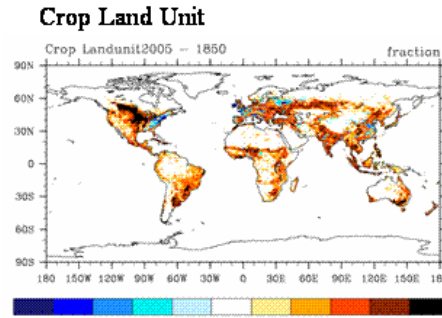 Crop Land Unit
Crop Landunit2005 - 1850 fraction
90N
60N
30N
0
30S
60S
90S
180 150W 120W 90W 60W 30W 0 30E 60E 90E 120E 150E 180